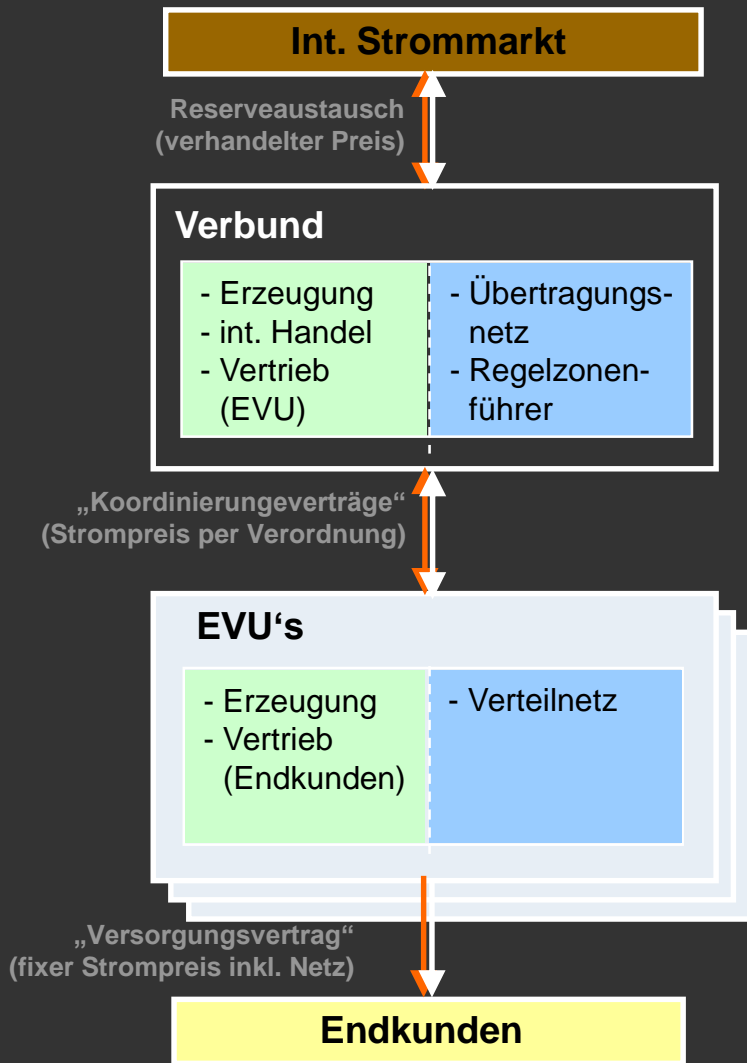 Int. Strommarkt
Reserveaustausch
(verhandelter Preis)
Verbund
- Erzeugung
- int. Handel
- Vertrieb
(EVU)
- Übertragungs-
netz
- Regelzonen-
führer
„Koordinierungeverträge“
(Strompreis per Verordnung)
EVU‘s
- Erzeugung
- Vertrieb
(Endkunden)
- Verteilnetz
„Versorgungsvertrag“
(fixer Strompreis inkl. Netz)
Endkunden